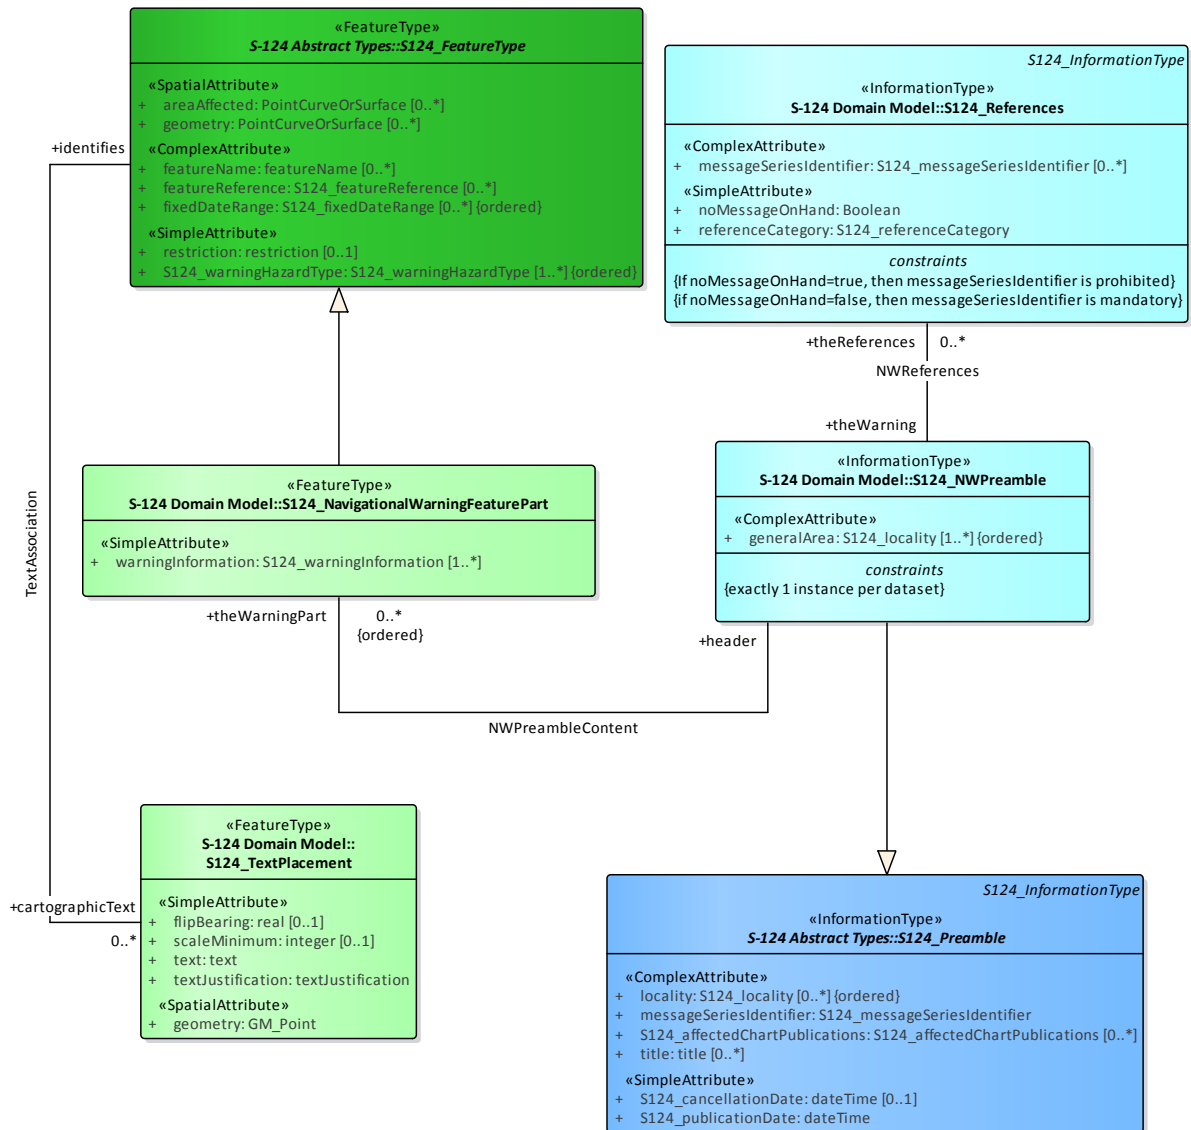 «FeatureType»
S-124 Abstract Types::S124_FeatureType
«SpatialAttribute»
+ areaAffected: PointCurveOrSurface [0..*]
+ geometry: PointCurveOrSurface [0..*]
«ComplexAttribute»
+ featureName: featureName [0..*]
+ featureReference: S124_featureReference [0..*]
+ fixedDateRange: S124_fixedDateRange [0..*] {ordered}
«SimpleAttribute»
+ restriction: restriction [0..1]
+ S124_warningHazardType: S124_warningHazardType [1..*] {ordered}
S124_InformationType
«InformationType»
S-124 Domain Model::S124_References
«ComplexAttribute»
+ messageSeriesIdentifier: S124_messageSeriesIdentifier [0..*]
«SimpleAttribute»
+ noMessageOnHand: Boolean
+ referenceCategory: S124_referenceCategory
constraints
{If noMessageOnHand=true, then messageSeriesIdentifier is prohibited}
{if noMessageOnHand=false, then messageSeriesIdentifier is mandatory}
+identifies
+theReferences 0..*
NWReferences
+theWarning
«InformationType»
S-124 Domain Model::S124_NWPreamble
«ComplexAttribute»
+ generalArea: S124_locality [1..*] {ordered}
constraints
{exactly 1 instance per dataset}
«FeatureType»
S-124 Domain Model::S124_NavigationalWarningFeaturePart
«SimpleAttribute»
+ warningInformation: S124_warningInformation [1..*]
TextAssociation
+theWarningPart 0..*
{ordered}
+header
NWPreambleContent
«FeatureType»
S-124 Domain Model::
S124_TextPlacement
«SimpleAttribute»
+ flipBearing: real [0..1]
+ scaleMinimum: integer [0..1]
+ text: text
+ textJustification: textJustification
«SpatialAttribute»
+ geometry: GM_Point
+cartographicText
0..*
S124_InformationType
«InformationType»
S-124 Abstract Types::S124_Preamble
«ComplexAttribute»
+ locality: S124_locality [0..*] {ordered}
+ messageSeriesIdentifier: S124_messageSeriesIdentifier
+ S124_affectedChartPublications: S124_affectedChartPublications [0..*]
+ title: title [0..*]
«SimpleAttribute»
+ S124_cancellationDate: dateTime [0..1]
+ S124_publicationDate: dateTime